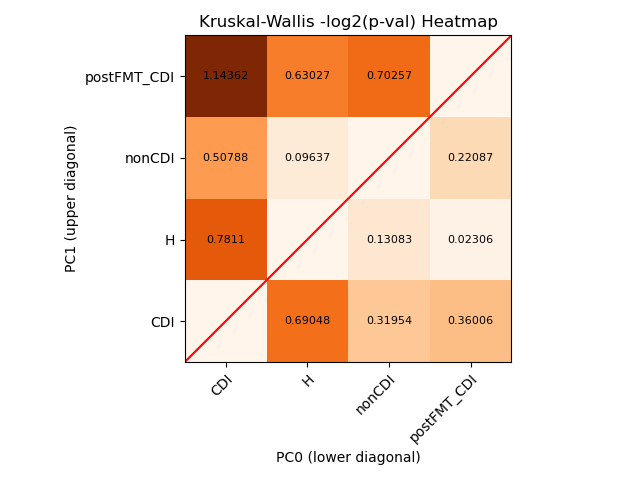 Kruskal-Wallis -log2(p-val) Heatmap
PC1 (upper diagonal)
postFMT_CDI
1.14362 0.63027 0.70257
nonCDI
0.50788 0.09637 0.22087
H
0.7811 0.13083 0.02306
CDI
0.69048 0.31954 0.36006
CDI H nonCDI postFMT_CDI
PC0 (lower diagonal)